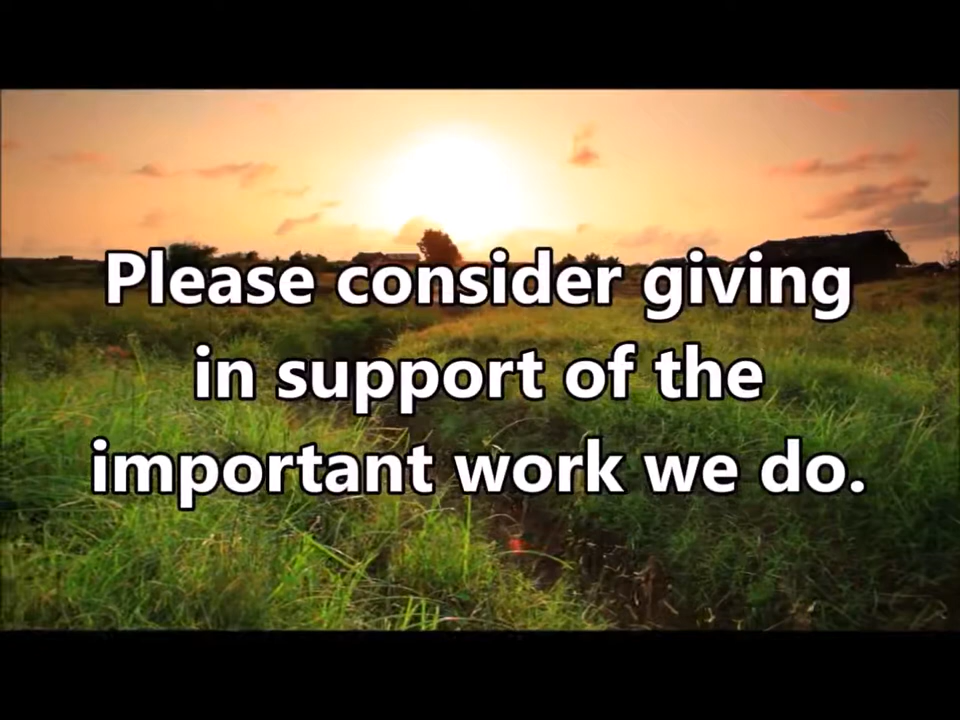 Please consider giving
in support of the
important work we do.